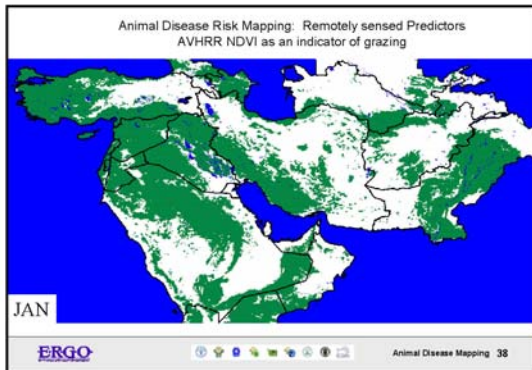 Animal Disease Risk Mapping: Remotely sensed Predictors
AVHRR NDVI as an indicator of grazing
JAN
ERGO
Animal Disease Mapping 38